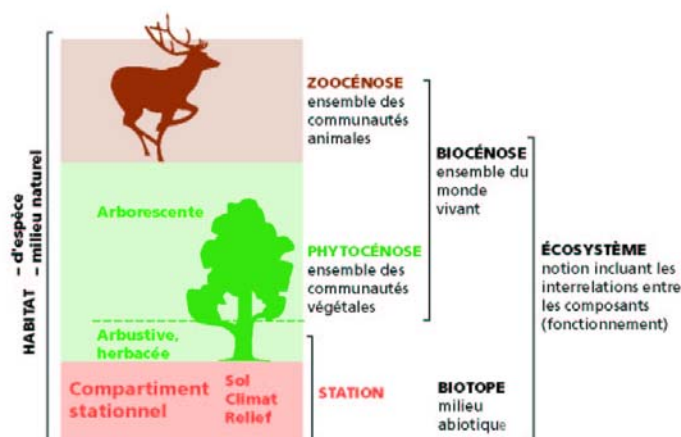 HABITAT
– d'espèce
– milieu naturel
ZOOCÉNOSE
ensemble des
communautés
animales
Arborescente
PHYTOCÉNOSE
ensemble des
communautés
végétales
Arbustive,
herbacée
Compartiment
stationnel
Sol
Climat
Relief
STATION
BIOCÉNOSE
ensemble du
monde
vivant
BIOTOPE
milieu
abiotique
ÉCOSYSTÈME
notion incluant les
interrelations entre
les composants
(fonctionnement)